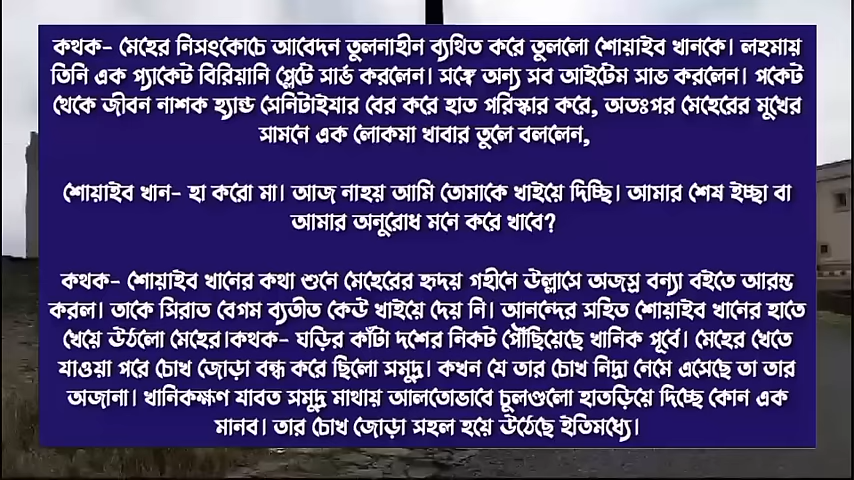 কথক- মেহের নিসংকোচে আবেদন তুলনাহীন ব্যথিত করে তুললো শোয়াইব খানকে। লহমায়
তিনি এক প্যাকেট বিরিয়ানি প্লেটে সার্ভ করলেন। সঙ্গে অন্য সব আইটেম সাভ করলেন। পকেট
থেকে জীবন নাশক হ্যান্ড সেনিটাইযার বের করে হাত পরিস্কার করে, অতঃপর মেহেরের মুখের
সামনে এক লোকমা খাবার তুলে বললেন,
শোয়াইব খান- হা করো মা। আজ নাহয় আমি তোমাকে খাইয়ে দিচ্ছি। আমার শেষ ইচ্ছা বা
আমার অনুরোধ মনে করে খাবে?
কথক- শোয়াইব খানের কথা শুনে মেহেরের হৃদয় গহীনে উল্লাসে অজস্র বন্যা বইতে আরম্ভ
করল। তাকে সিরাত বেগম ব্যতীত কেউ খাইয়ে দেয় নি। আনন্দের সহিত শোয়াইব খানের হাতে
খেয়ে উঠলো মেহের।কথক- ঘড়ির কাঁটা দশের নিকট পৌঁছিয়েছে খানিক পূর্বে। মেহের খেতে
যাওয়া পরে চোখ জোড়া বন্ধ করে ছিলো সমুদ্র। কখন যে তার চোখ নিদ্রা নেমে এসেছে তা তার
অজানা। খানিকক্ষণ যাবত সমুদ্র মাথায় আলতোভাবে চুলগুলো হাতড়িয়ে দিচ্ছে কোন এক
মানব। তার চোখ জোড়া সহল হয়ে উঠেছে ইতিমধ্যে।